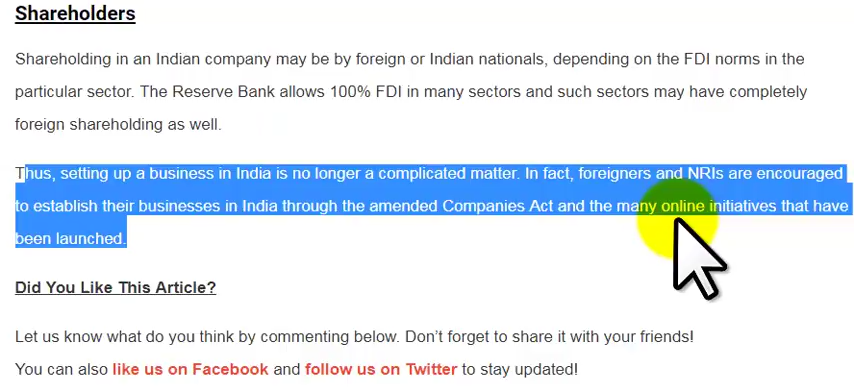 Shareholders
Shareholding in an Indian company may be by foreign or Indian nationals, depending on the FDI norms in the
particular sector. The Reserve Bank allows 100% FDI in many sectors and such sectors may have completely
foreign shareholding as well.
Thus, setting up a business in India is no longer a complicated matter. In fact, foreigners and NRIs are encouraged
to establish their businesses in India through the amended Companies Act and the many online initiatives that have
been launched.
Did You Like This Article?
Let us know what do you think by commenting below. Don’t forget to share it with your friends!
You can also like us on Facebook and follow us on Twitter to stay updated!